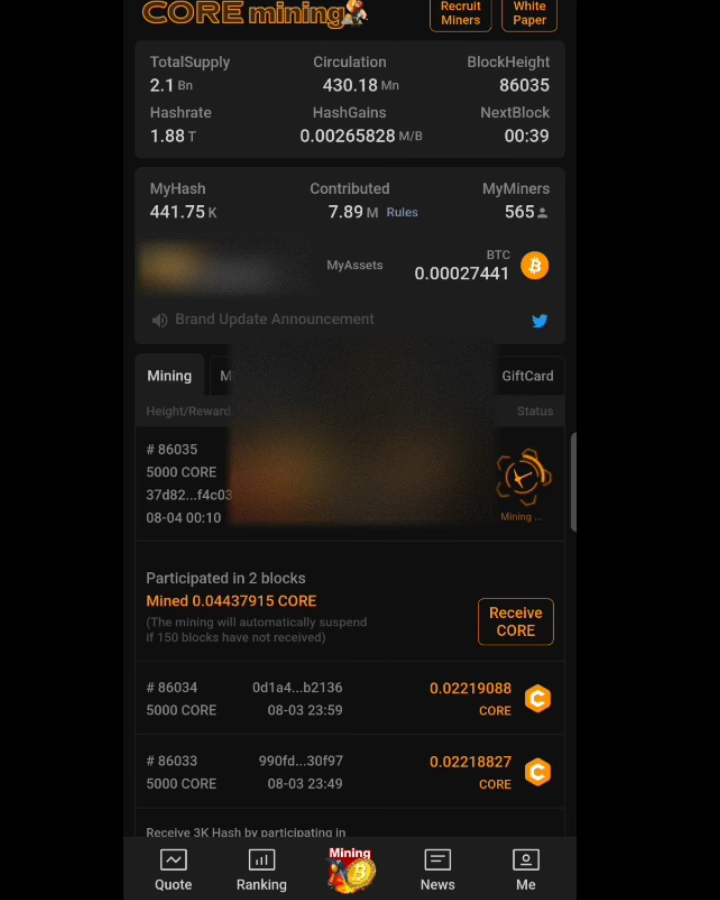 CORE mining
Recruit Miners
White Paper
TotalSupply Circulation BlockHeight
2.1 Bn 430.18 Mn 86035
Hashrate HashGains NextBlock
1.88 T 0.00265828 M/B 00:39
MyHash Contributed MyMiners
441.75 K 7.89 M Rules 565
MyAssets
BTC
0.00027441
Brand Update Announcement
Mining M GiftCard
Height/Reward Status
# 86035
5000 CORE
37d82...f4c03
08-04 00:10
Mining ...
Participated in 2 blocks
Mined 0.04437915 CORE
(The mining will automatically suspend
if 150 blocks have not received)
Receive
CORE
# 86034 0d1a4...b2136 0.02219088
5000 CORE 08-03 23:59 CORE
# 86033 990fd...30f97 0.02218827
5000 CORE 08-03 23:49 CORE
Receive 3K Hash by participating in
Mining
Quote Ranking News Me